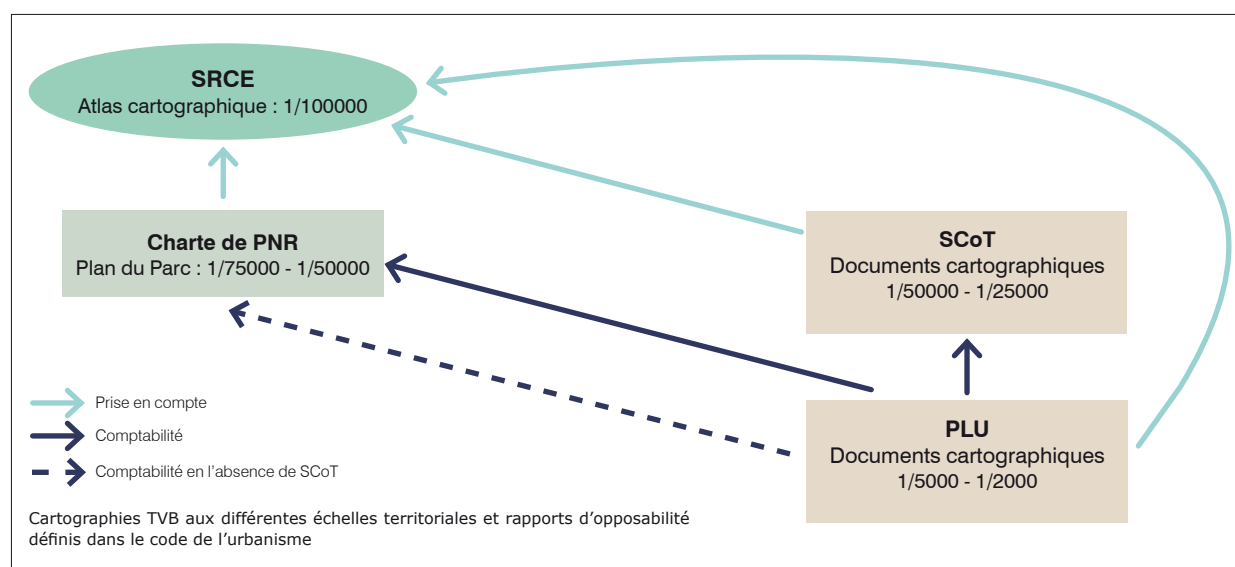 SRCE
Atlas cartographique : 1/100000
Charte de PNR
Plan du Parc : 1/75000 - 1/50000
SCoT
Documents cartographiques
1/50000 - 1/25000
PLU
Documents cartographiques
1/5000 - 1/2000
Prise en compte
Comptabilité
Comptabilité en l'absence de SCoT
Cartographies TVB aux différentes échelles territoriales et rapports d'opposabilité
définis dans le code de l'urbanisme